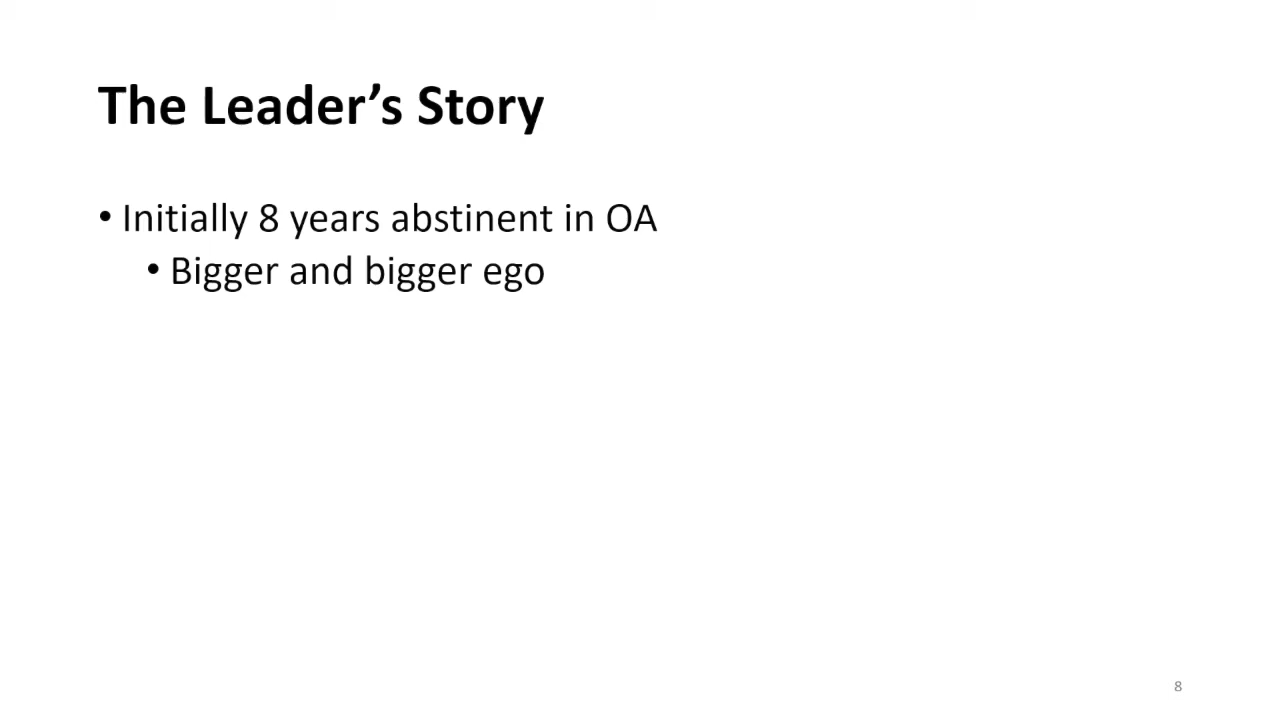 The Leader’s Story
• Initially 8 years abstinent in OA
• Bigger and bigger ego
8